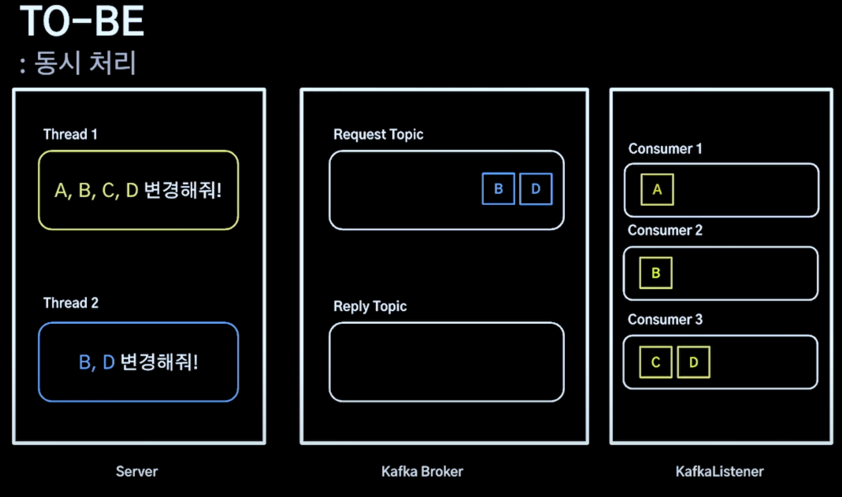 TO-BE
: 동시 처리
Thread 1
A, B, C, D 변경해줘!
Thread 2
B, D 변경해줘!
Server
Request Topic
B D
Reply Topic
Kafka Broker
Consumer 1
A
Consumer 2
B
Consumer 3
C D
KafkaListener